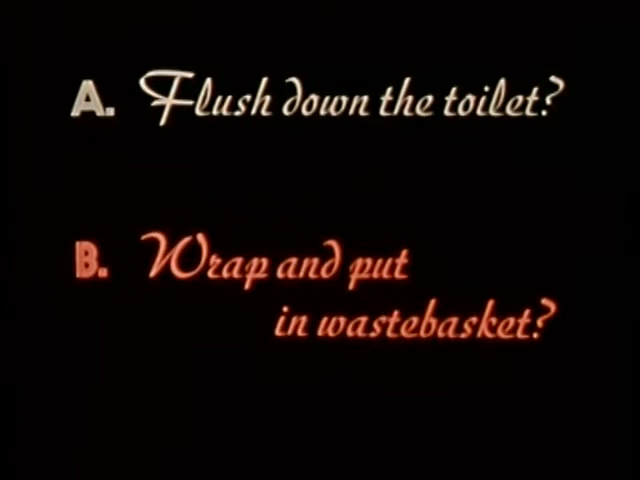 A. Flush down the toilet?
B. Wrap and put
in wastebasket?